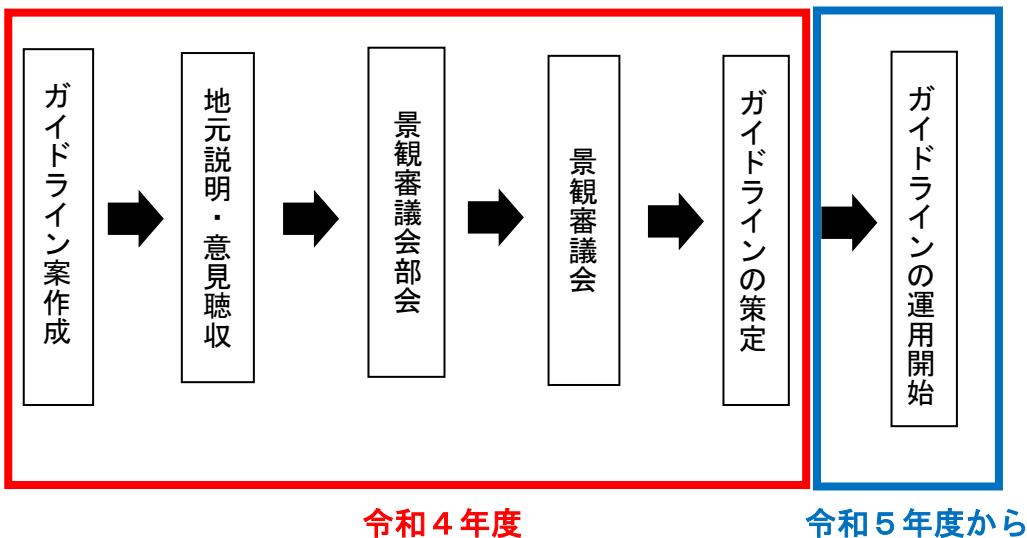 ガイドライン案作成
地元説明・意見聴収
景観審議会部会
景観審議会
ガイドラインの策定
ガイドラインの運用開始
令和４年度
令和５年度から